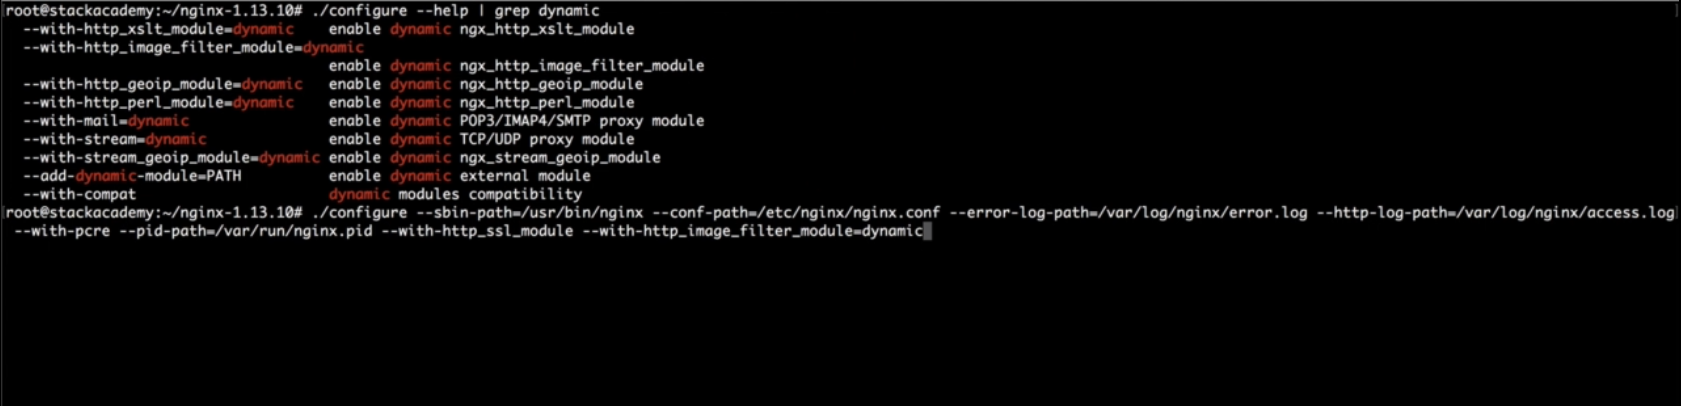 root@stackacademy:~/nginx-1.13.10# ./configure --help | grep dynamic
--with-http_xslt_module=dynamic    enable dynamic ngx_http_xslt_module
--with-http_image_filter_module=dynamic
enable dynamic ngx_http_image_filter_module
--with-http_geoip_module=dynamic   enable dynamic ngx_http_geoip_module
--with-http_perl_module=dynamic    enable dynamic ngx_http_perl_module
--with-mail=dynamic                enable dynamic POP3/IMAP4/SMTP proxy module
--with-stream=dynamic              enable dynamic TCP/UDP proxy module
--with-stream_geoip_module=dynamic enable dynamic ngx_stream_geoip_module
--add-dynamic-module=PATH          enable dynamic external module
--with-compat                      dynamic modules compatibility
root@stackacademy:~/nginx-1.13.10# ./configure --sbin-path=/usr/bin/nginx --conf-path=/etc/nginx/nginx.conf --error-log-path=/var/log/nginx/error.log --http-log-path=/var/log/nginx/access.log
--with-pcre --pid-path=/var/run/nginx.pid --with-http_ssl_module --with-http_image_filter_module=dynamic